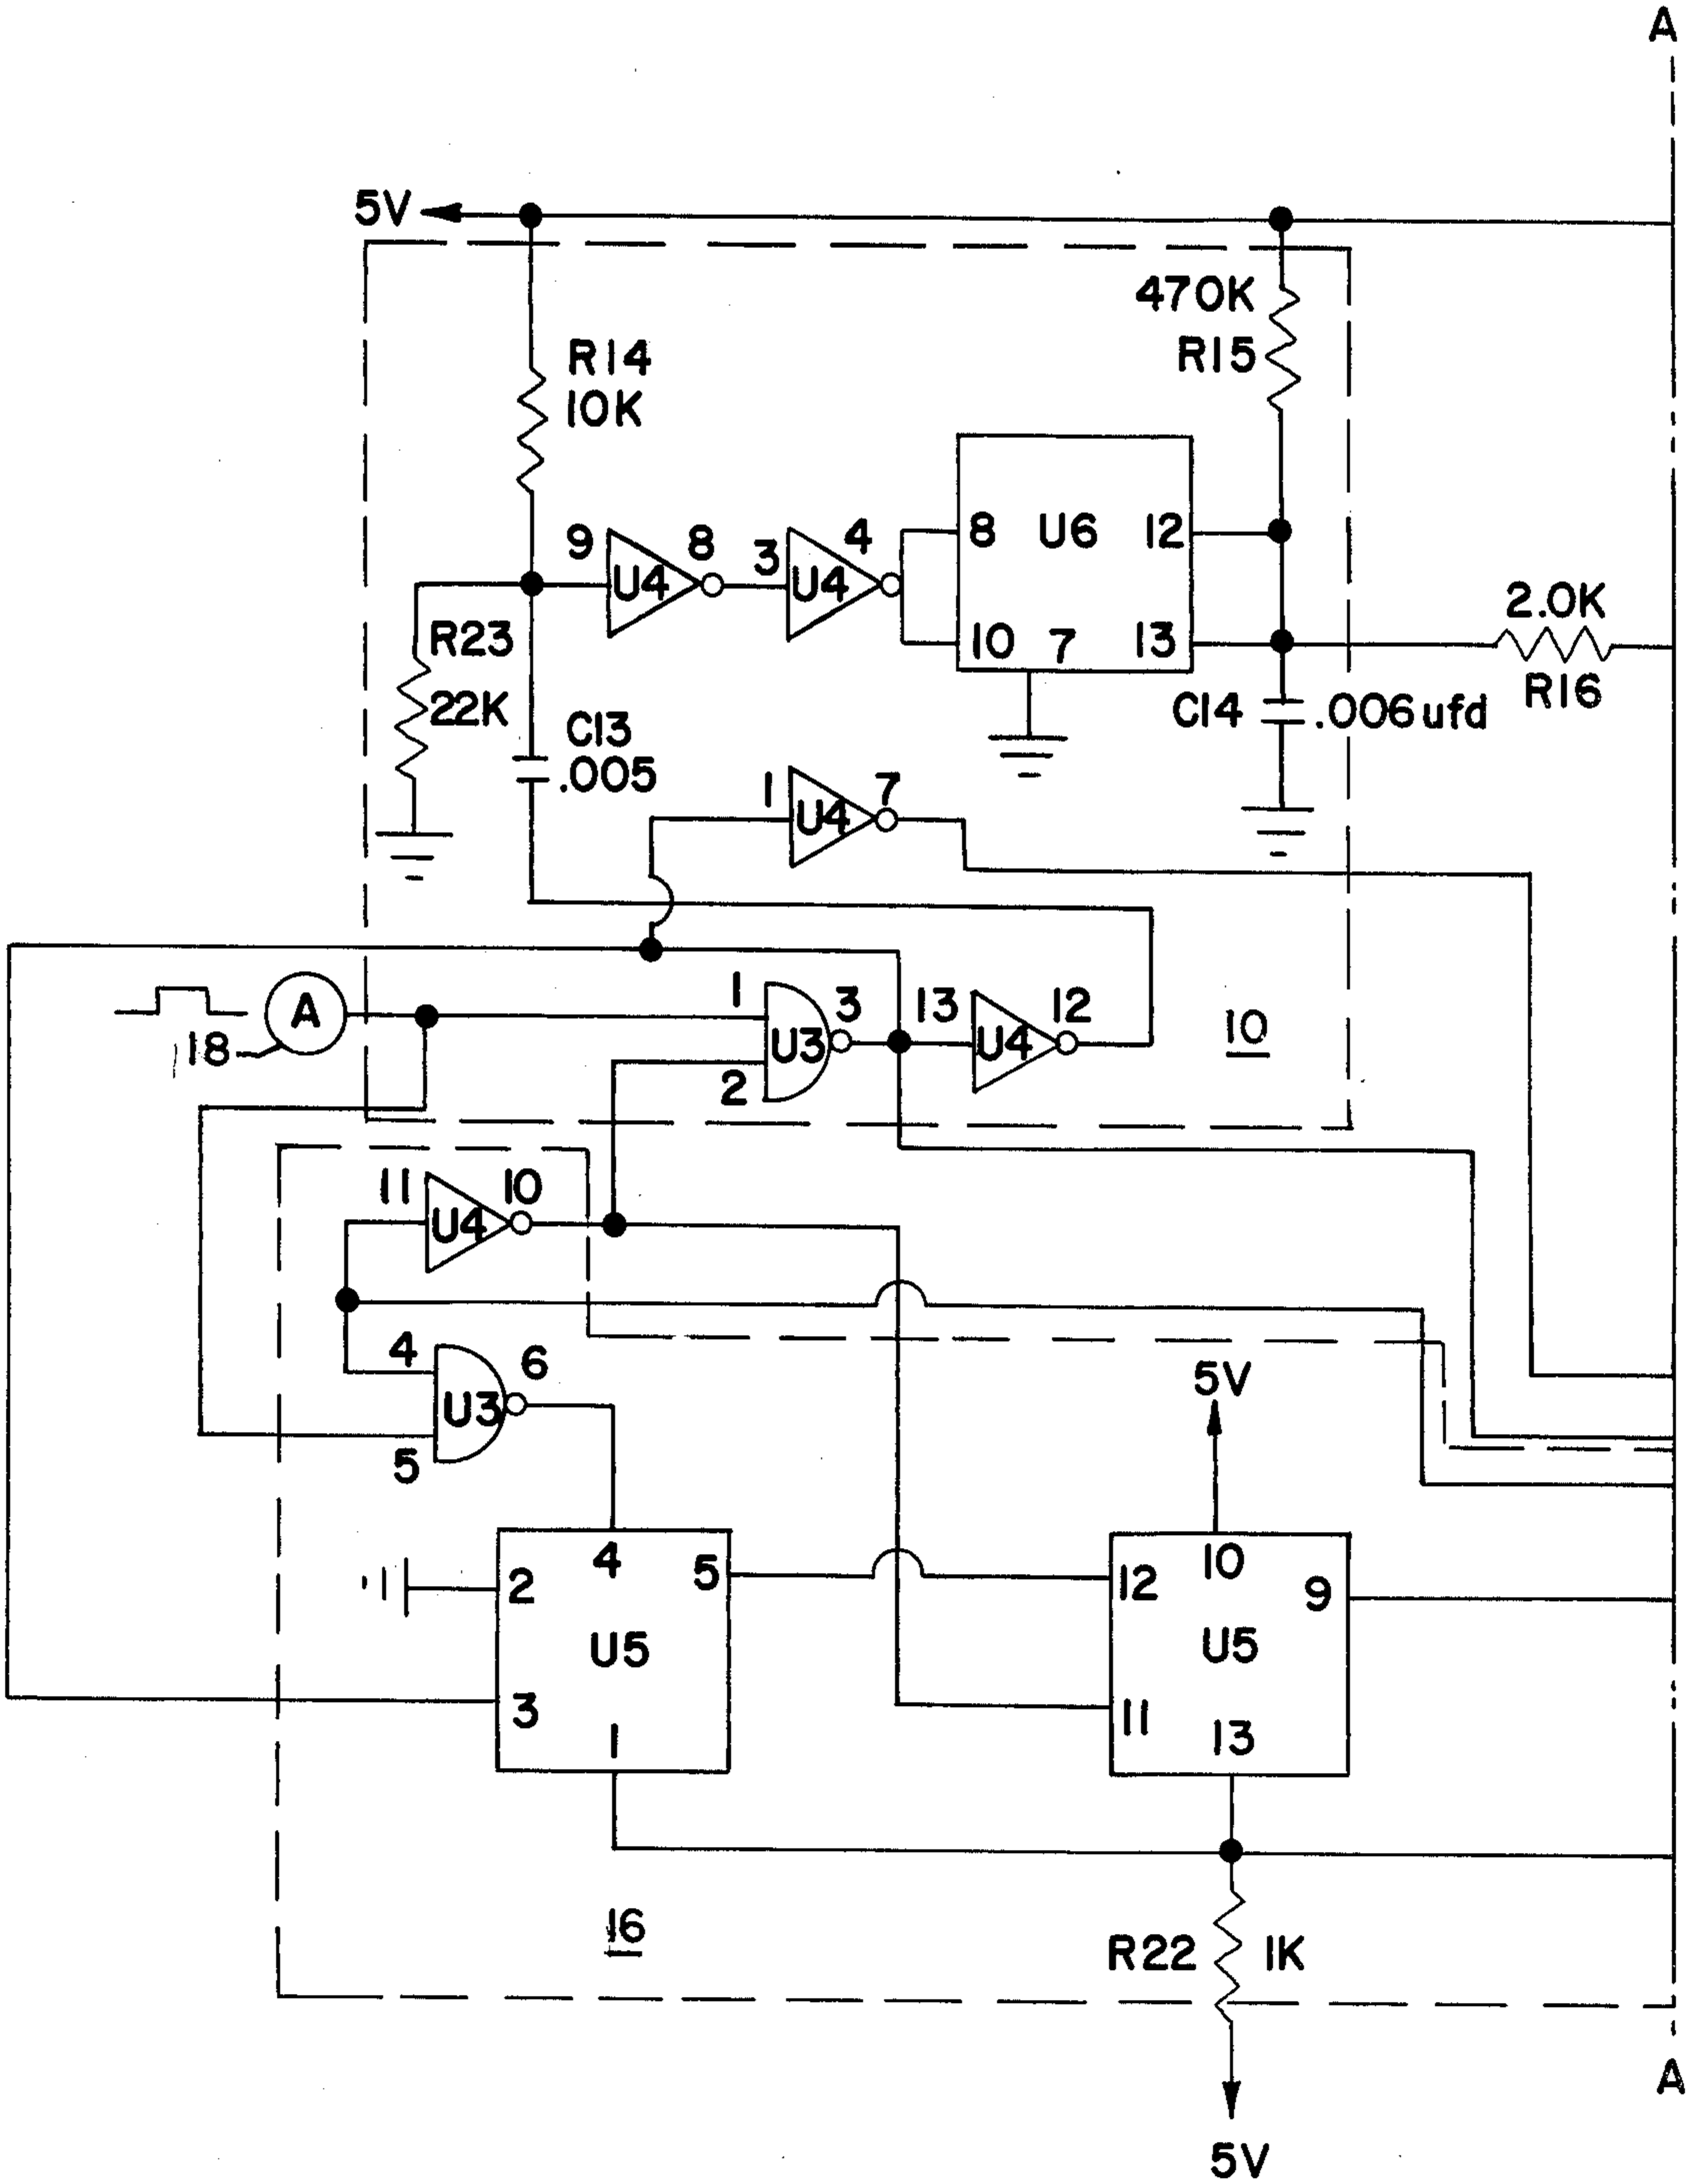 A
5V
470K
R15
R14
10K
8 U6 12
10 7 13
9 U4 8
3 U4 4
2.0K
R16
R23
22K
C13
.005
C14 .006ufd
1 U4 7
A
18
1 U3 3
2
13 U4 12
10
11 U4 10
4 U3 6
5
5V
2 4 5
U5
3 1
12 10 9
U5
11 13
16
R22 1K
5V
A